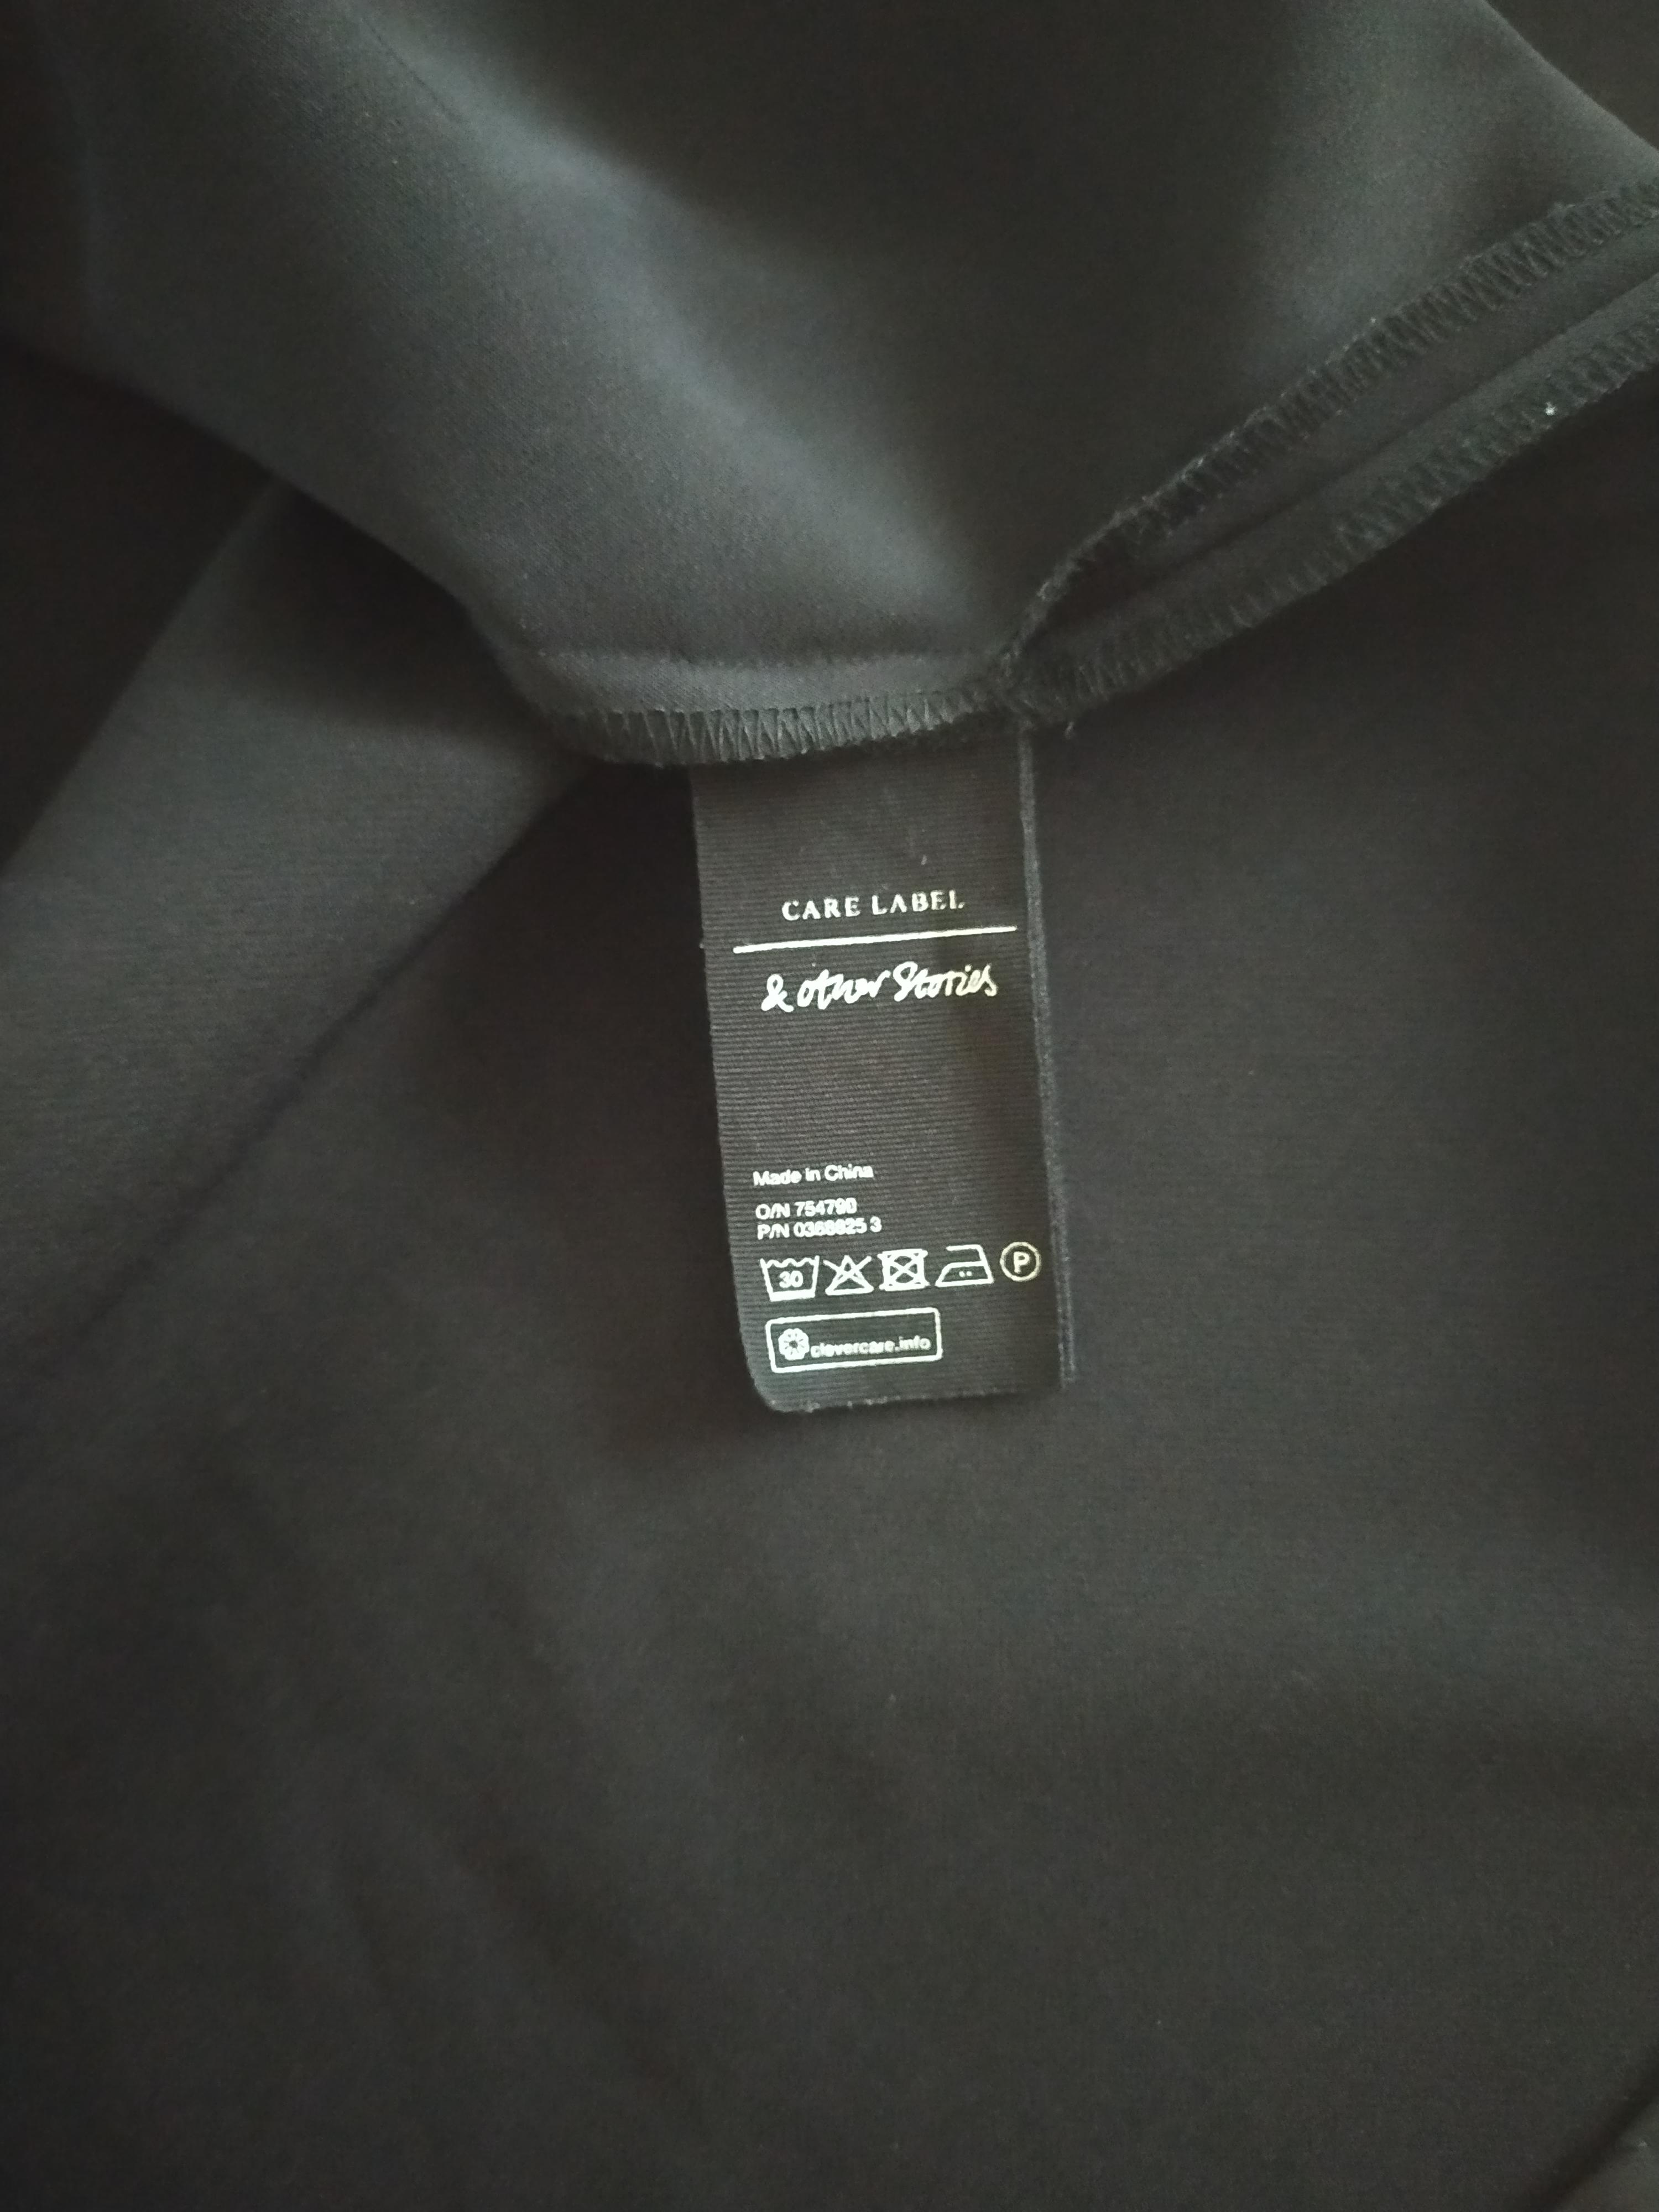 CARE LABEL
& other Stories
Made in China
O/N 754790
P/N 0368825 3
30 P
clevercare.info